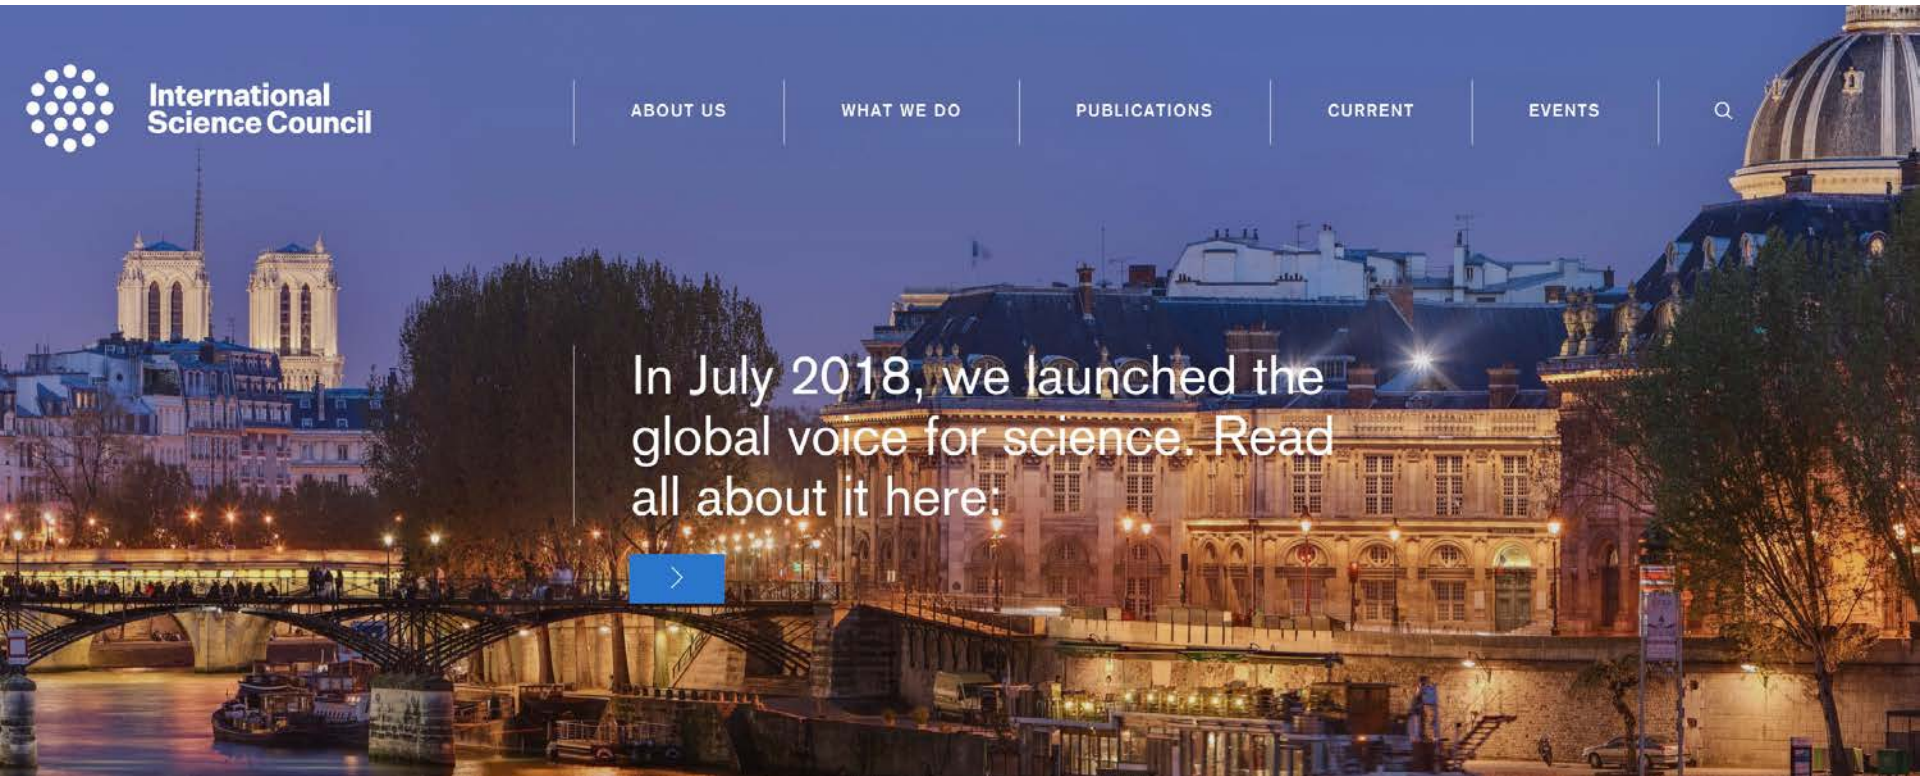 International
Science Council
ABOUT US
WHAT WE DO
PUBLICATIONS
CURRENT
EVENTS
In July 2018, we launched the
global voice for science. Read
all about it here: